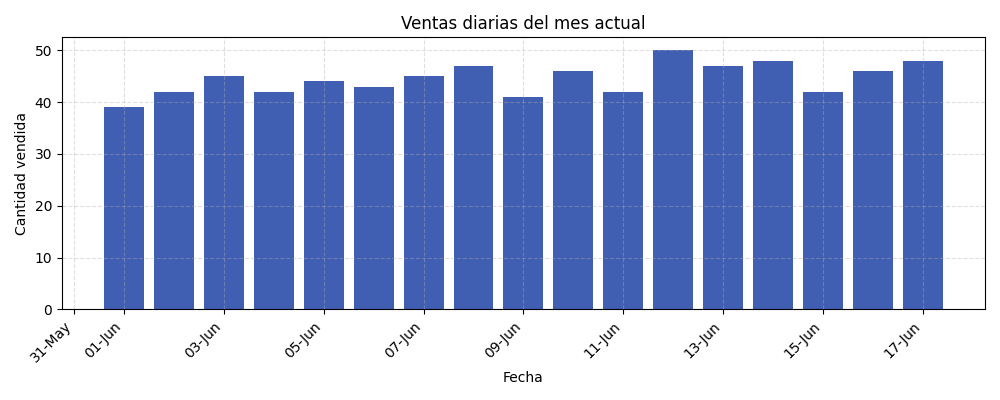 Ventas diarias del mes actual
Cantidad vendida
50
40
30
20
10
0
31-May
01-Jun
03-Jun
05-Jun
07-Jun
09-Jun
11-Jun
13-Jun
15-Jun
17-Jun
Fecha